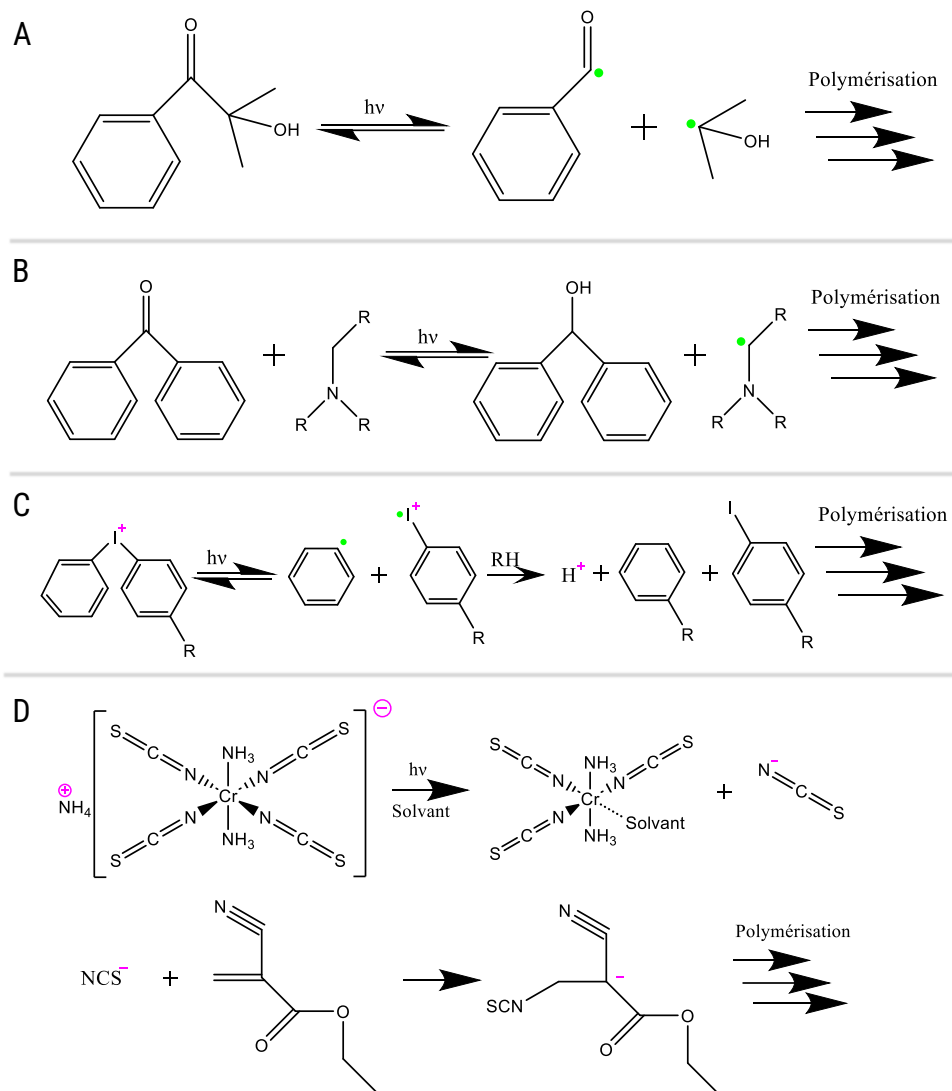 A
O
OH
hν
O
OH
Polymérisation
B
O
R
N
R
R
hν
OH
R
N
R
R
Polymérisation
C
I+
R
hν
I+
R
RH
H+
R
I
R
Polymérisation
D
NH4
S C N
NH3
N C S
Cr
S C N
NH3
N C S
hν
Solvant
S C N
NH3
N C S
Cr
S C N
NH3
Solvant
N C S
NCS−
N
O
O
N
SCN
O
O
Polymérisation